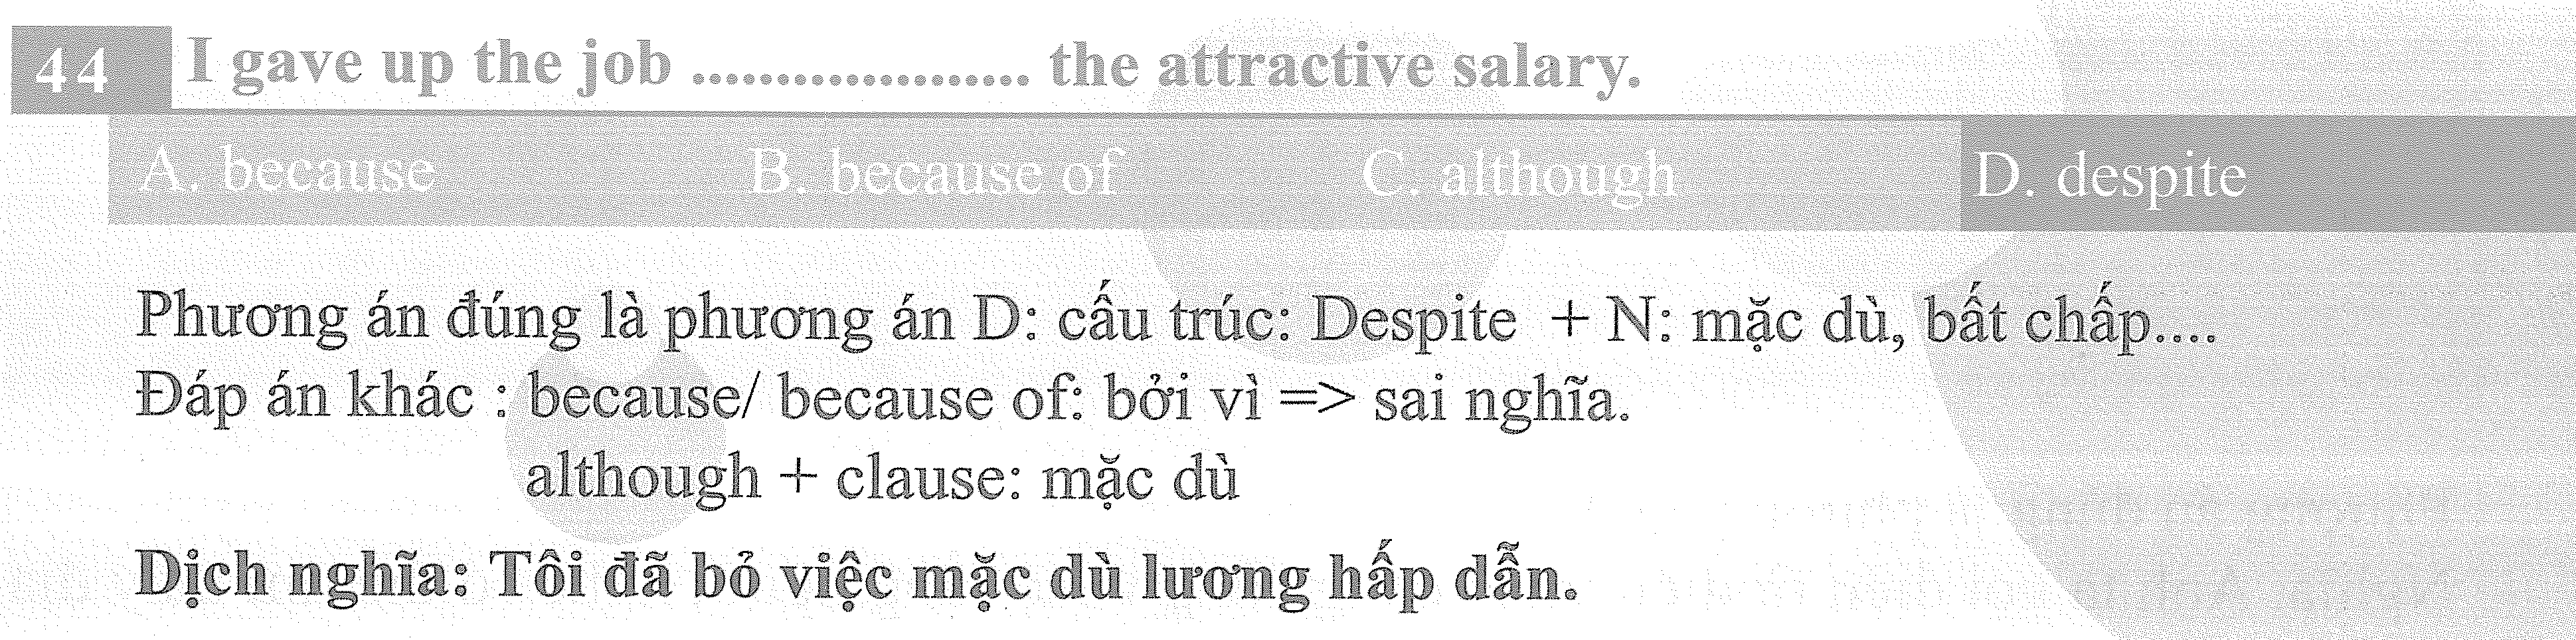 44 I gave up the job ................... the attractive salary.
A. because B. because of C. although D. despite
Phương án đúng là phương án D: cấu trúc: Despite + N: mặc dù, bất chấp....
Đáp án khác : because/ because of: bởi vì => sai nghĩa.
although + clause: mặc dù
Dịch nghĩa: Tôi đã bỏ việc mặc dù lương hấp dẫn.